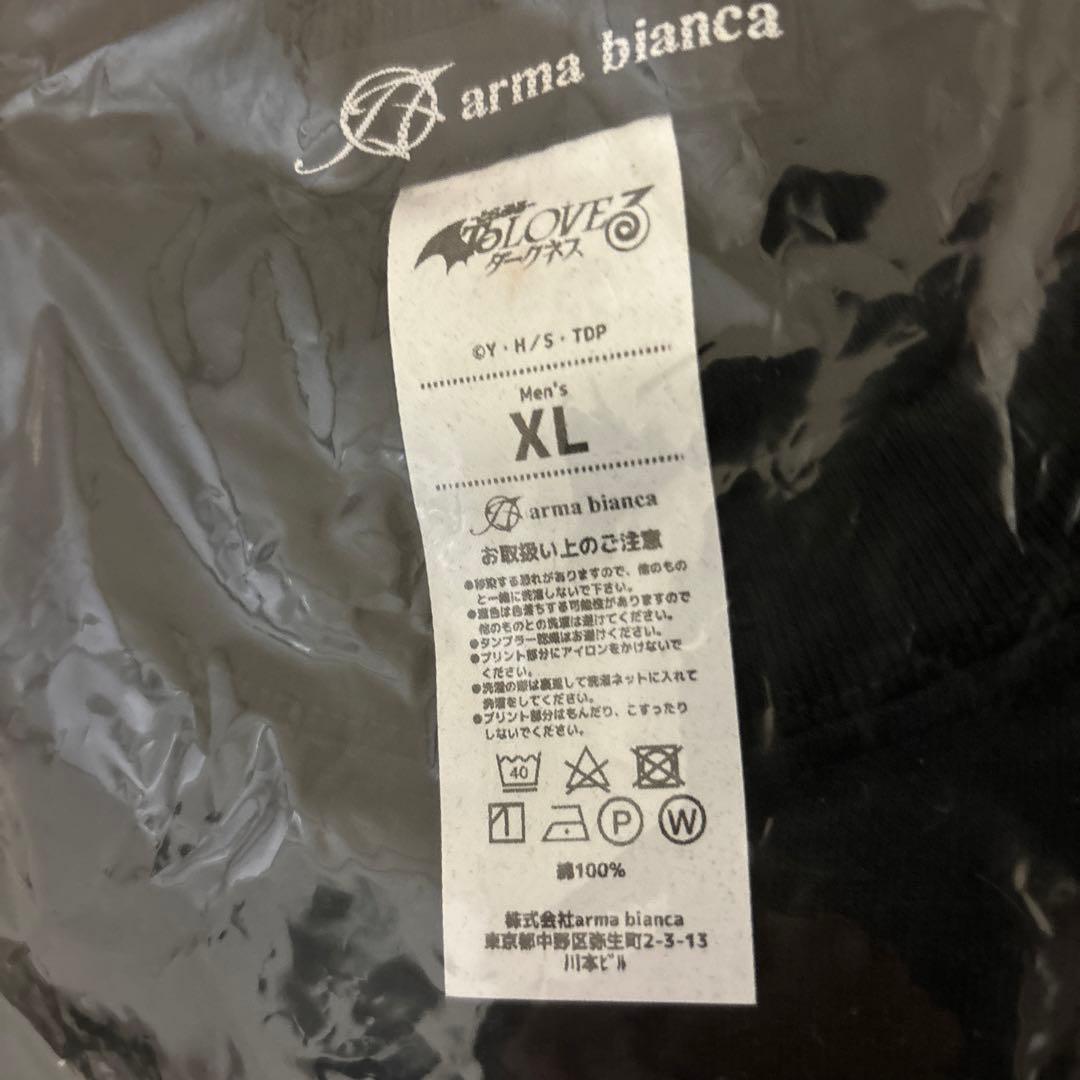 arma bianca
とらぶる
To LOVEる
ダークネス
©Y・H/S・TDP
Men's
XL
arma bianca
お取扱い上のご注意
●移染する恐れがありますので、他のもの
と一緒に洗濯しないで下さい。
●濃色は色落ちする可能性がありますので
他のものとの洗濯は避けてください。
●タンブラー乾燥はお避けください。
●プリント部分にアイロンをかけないで
ください。
●洗濯の際は裏返して洗濯ネットに入れて
洗濯をしてください。
●プリント部分はもんだり、こすったり
しないでください。
40
P W
綿100%
株式会社arma bianca
東京都中野区弥生町2-3-13
川本ビル